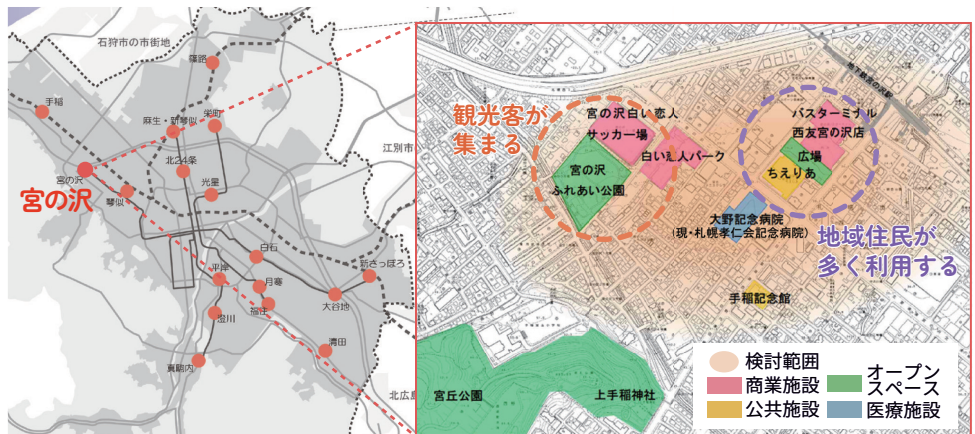 石狩市の市街地
篠路
手稲
栄町
麻生・新琴似
北24条
江別市
宮の沢
宮の沢
琴似
光星
白石
新さっぽろ
平岸
月寒
大谷地
福住
澄川
清田
真駒内
北広島
観光客が
集まる
宮の沢白い恋人
サッカー場
白い恋人パーク
宮の沢
ふれあい公園
地下鉄宮の沢駅
バスターミナル
西友宮の沢店
広場
ちえりあ
大野記念病院
(現・札幌孝仁会記念病院)
地域住民が
多く利用する
手稲記念館
宮丘公園
上手稲神社
検討範囲
商業施設
公共施設
オープン
スペース
医療施設